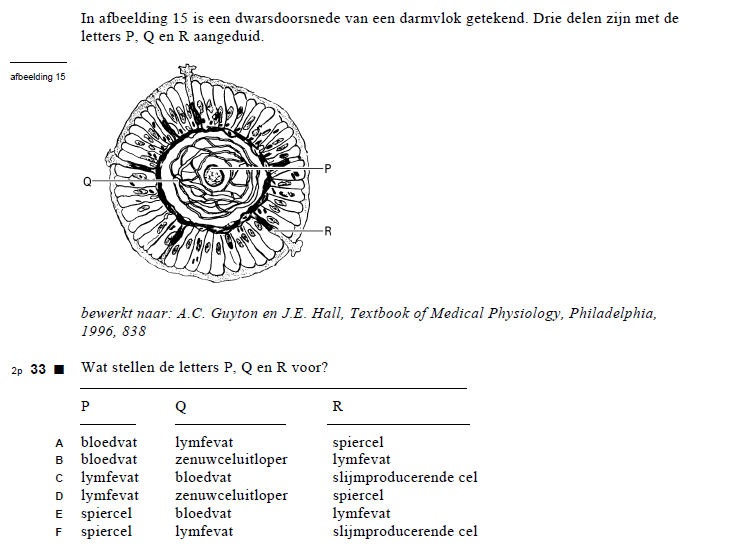 In afbeelding 15 is een dwarsdoorsnede van een darmvlok getekend. Drie delen zijn met de
letters P, Q en R aangeduid.
afbeelding 15
P
Q
R
bewerkt naar: A.C. Guyton en J.E. Hall, Textbook of Medical Physiology, Philadelphia,
1996, 838
2p 33 ■ Wat stellen de letters P, Q en R voor?
P Q R
A bloedvat lymfevat spiercel
B bloedvat zenuwceluitloper lymfevat
C lymfevat bloedvat slijmproducerende cel
D lymfevat zenuwceluitloper spiercel
E spiercel bloedvat lymfevat
F spiercel lymfevat slijmproducerende cel